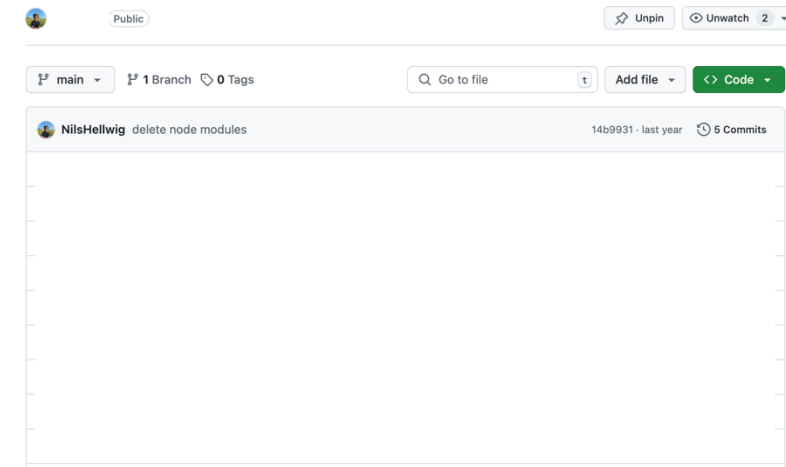 Public Unpin Unwatch 2
main 1 Branch 0 Tags Go to file t Add file Code
NilsHellwig delete node modules 14b9931 · last year 5 Commits